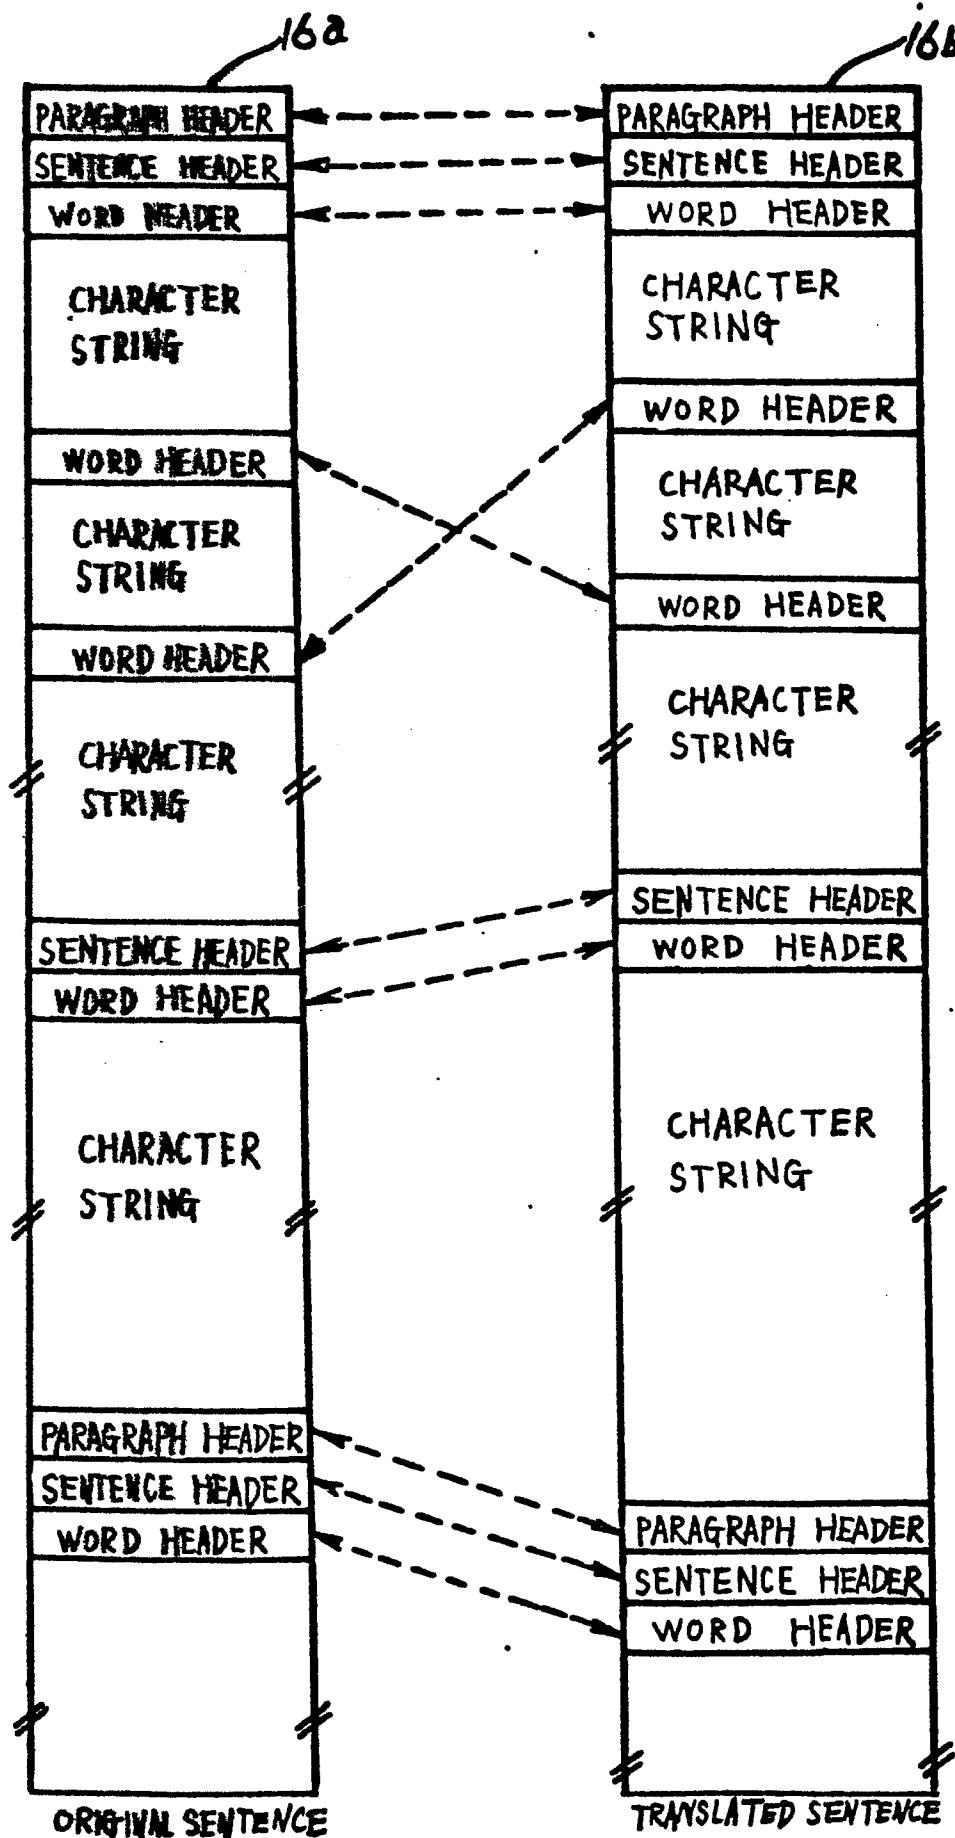 16a
PARAGRAPH HEADER
SENTENCE HEADER
WORD HEADER
CHARACTER
STRING
WORD HEADER
CHARACTER
STRING
WORD HEADER
CHARACTER
STRING
SENTENCE HEADER
WORD HEADER
CHARACTER
STRING
PARAGRAPH HEADER
SENTENCE HEADER
WORD HEADER
ORIGINAL SENTENCE
16b
PARAGRAPH HEADER
SENTENCE HEADER
WORD HEADER
CHARACTER
STRING
WORD HEADER
CHARACTER
STRING
WORD HEADER
CHARACTER
STRING
SENTENCE HEADER
WORD HEADER
CHARACTER
STRING
PARAGRAPH HEADER
SENTENCE HEADER
WORD HEADER
TRANSLATED SENTENCE